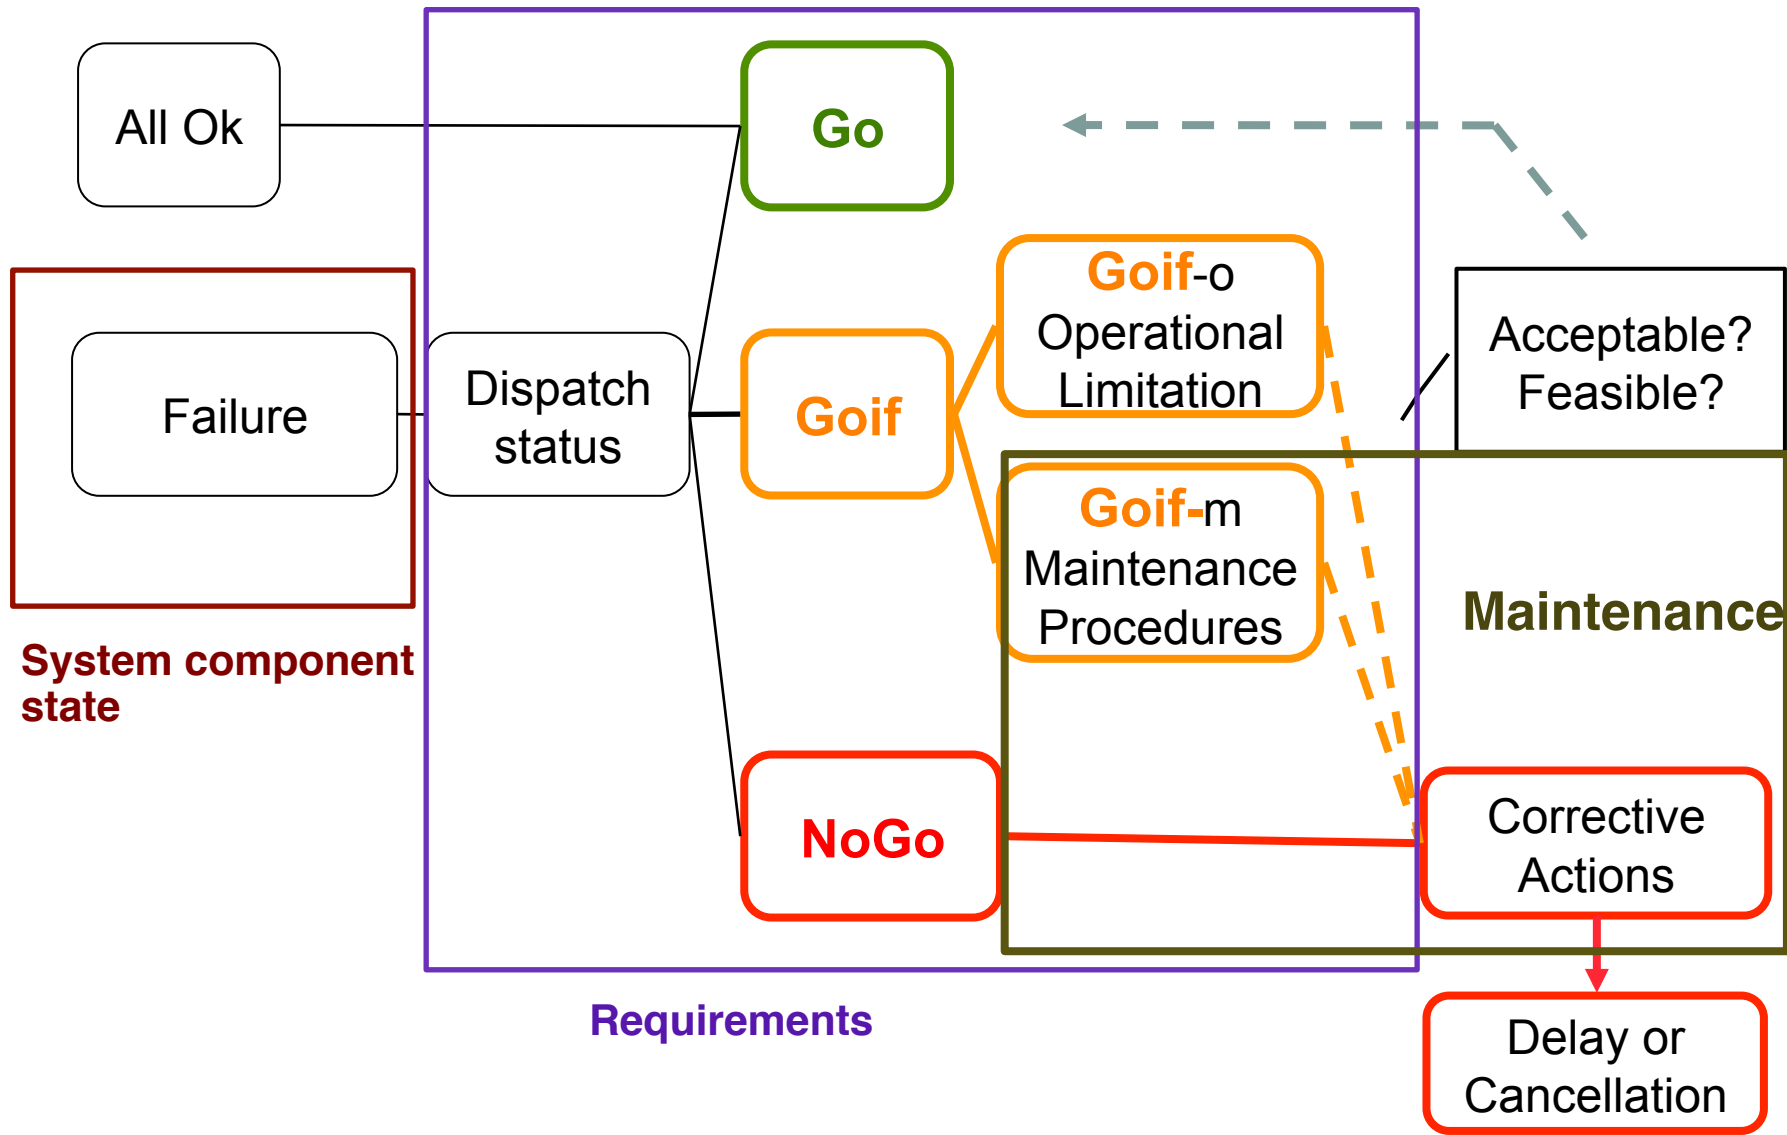 All Ok
Go
Failure
Dispatch
status
Goif
Goif-o
Operational
Limitation
Acceptable?
Feasible?
Goif-m
Maintenance
Procedures
Maintenance
System component
state
NoGo
Corrective
Actions
Requirements
Delay or
Cancellation